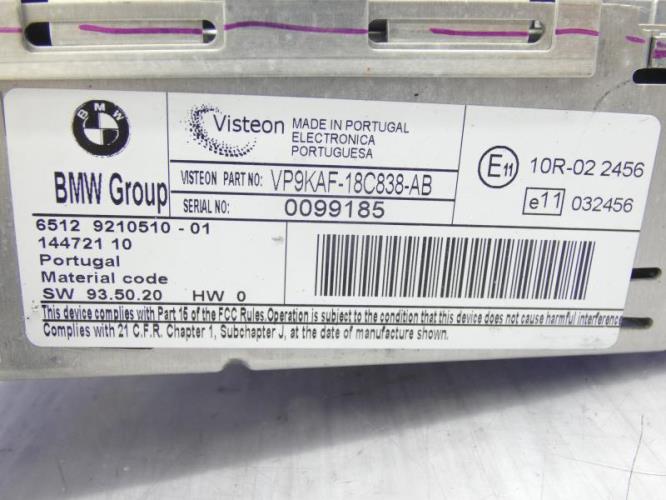 BMW
BMW Group
Visteon
MADE IN PORTUGAL
ELECTRONICA
PORTUGUESA
VISTEON PART NO: VP9KAF-18C838-AB
SERIAL NO: 0099185
E11 10R-02 2456
e11 032456
6512 9210510 - 01
144721 10
Portugal
Material code
SW 93.50.20 HW 0
This device complies with Part 15 of the FCC Rules.Operation is subject to the condition that this device does not cause harmful interference
Complies with 21 C.F.R. Chapter 1, Subchapter J, at the date of manufacture shown.